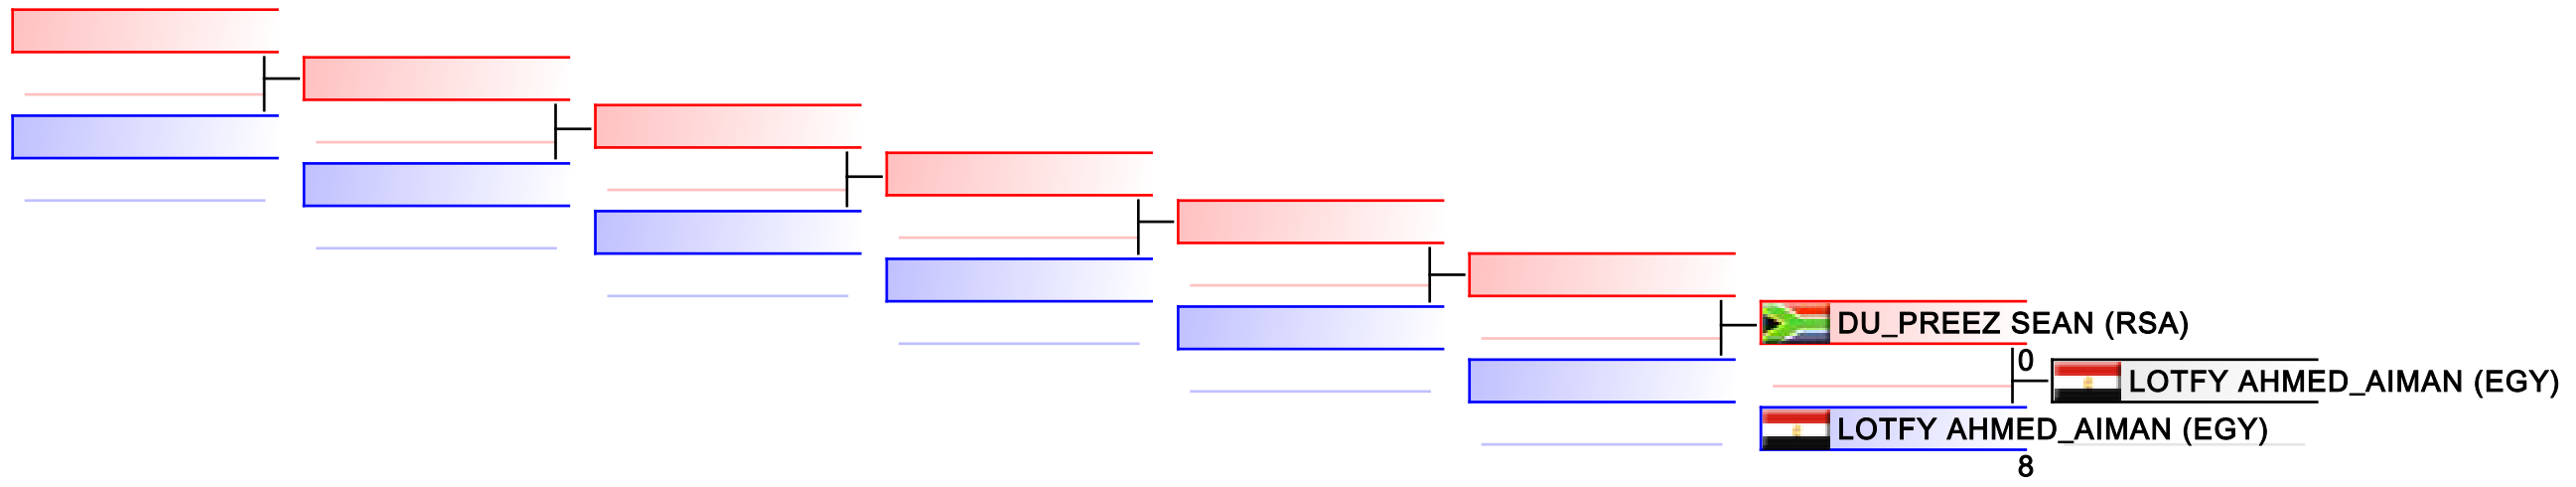 DU_PREEZ SEAN (RSA)
0
LOTFY AHMED_AIMAN (EGY)
LOTFY AHMED_AIMAN (EGY)
8